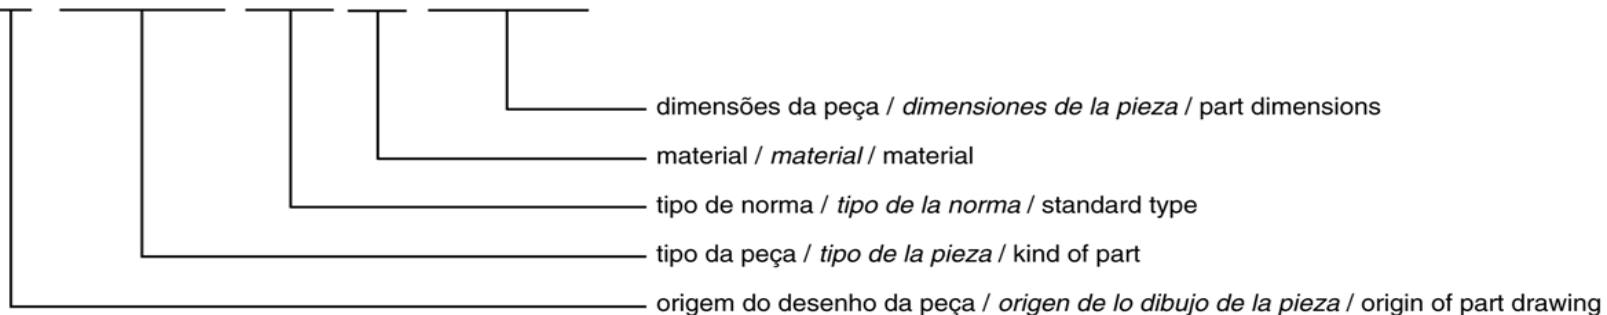 dimensões da peça / dimensiones de la pieza / part dimensions
material / material / material
tipo de norma / tipo de la norma / standard type
tipo da peça / tipo de la pieza / kind of part
origem do desenho da peça / origen de lo dibujo de la pieza / origin of part drawing